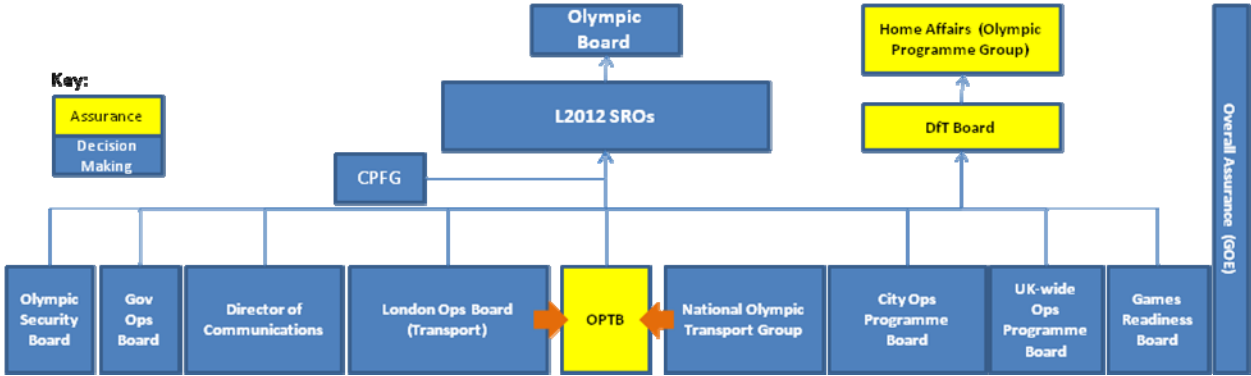 Olympic
Board
Home Affairs (Olympic
Programme Group)
Key:
Assurance
Decision
Making
L2012 SROs
DfT Board
CPFG
Olympic
Security
Board
Gov
Ops
Board
Director of
Communications
London Ops Board
(Transport)
OPTB
National Olympic
Transport Group
City Ops
Programme
Board
UK-wide
Ops
Programme
Board
Games
Readiness
Board
Overall Assurance (GOE)